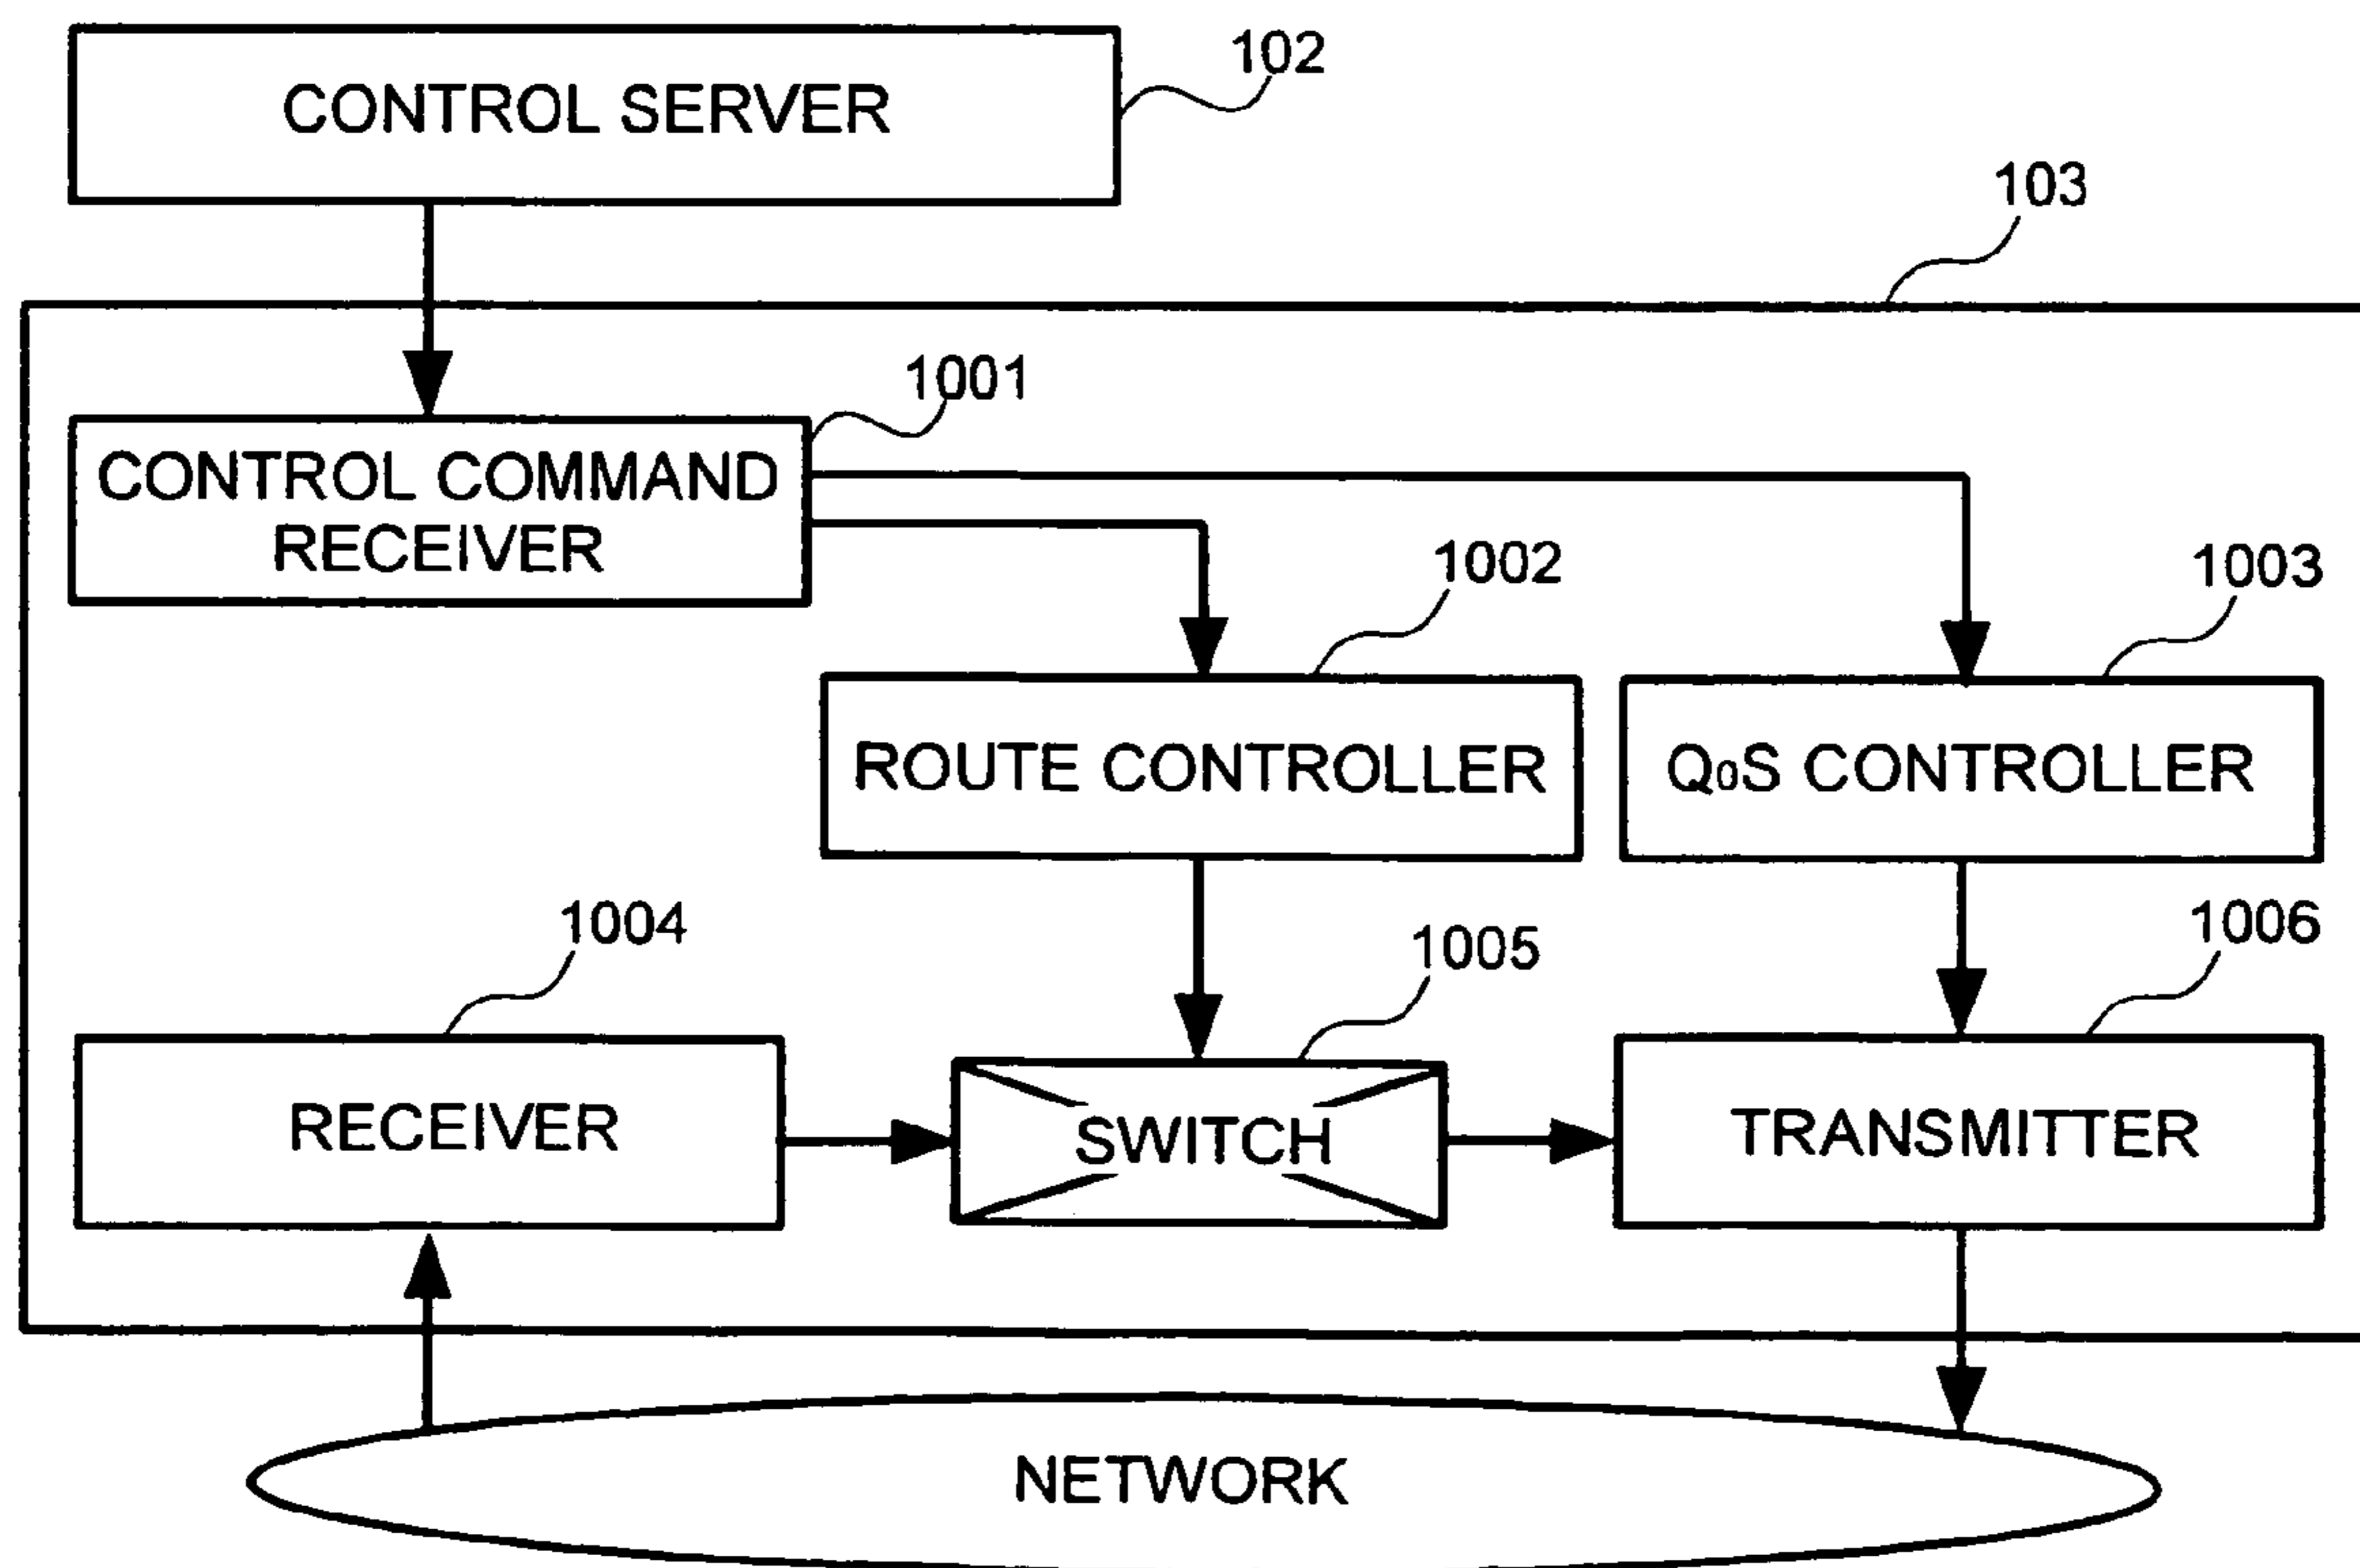 CONTROL SERVER
102
103
1001
CONTROL COMMAND
RECEIVER
1002
1003
ROUTE CONTROLLER
Q0S CONTROLLER
1004
1005
1006
RECEIVER
SWITCH
TRANSMITTER
NETWORK